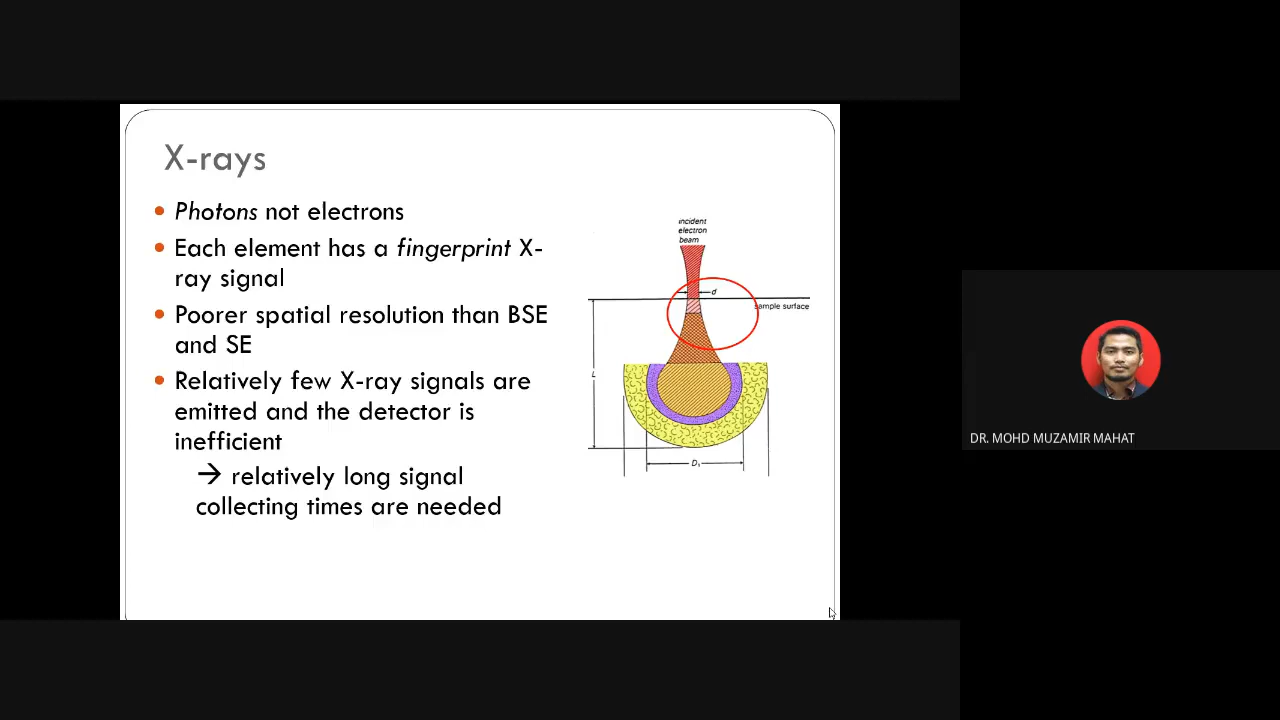 X-rays
Photons not electrons
Each element has a fingerprint X-
ray signal
Poorer spatial resolution than BSE
and SE
Relatively few X-ray signals are
emitted and the detector is
inefficient
→ relatively long signal
collecting times are needed
incident
electron
beam
d
sample surface
L
D₁
DR. MOHD MUZAMIR MAHAT